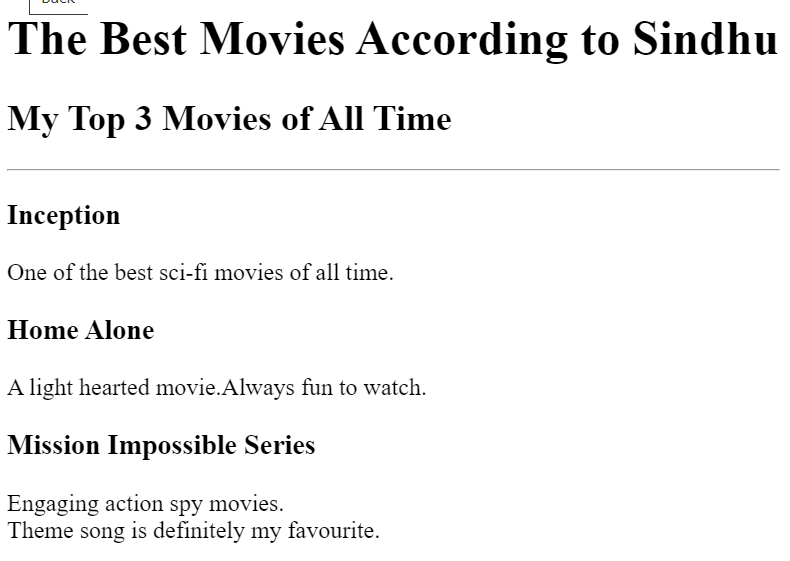 Back
The Best Movies According to Sindhu
My Top 3 Movies of All Time
Inception
One of the best sci-fi movies of all time.
Home Alone
A light hearted movie.Always fun to watch.
Mission Impossible Series
Engaging action spy movies.
Theme song is definitely my favourite.